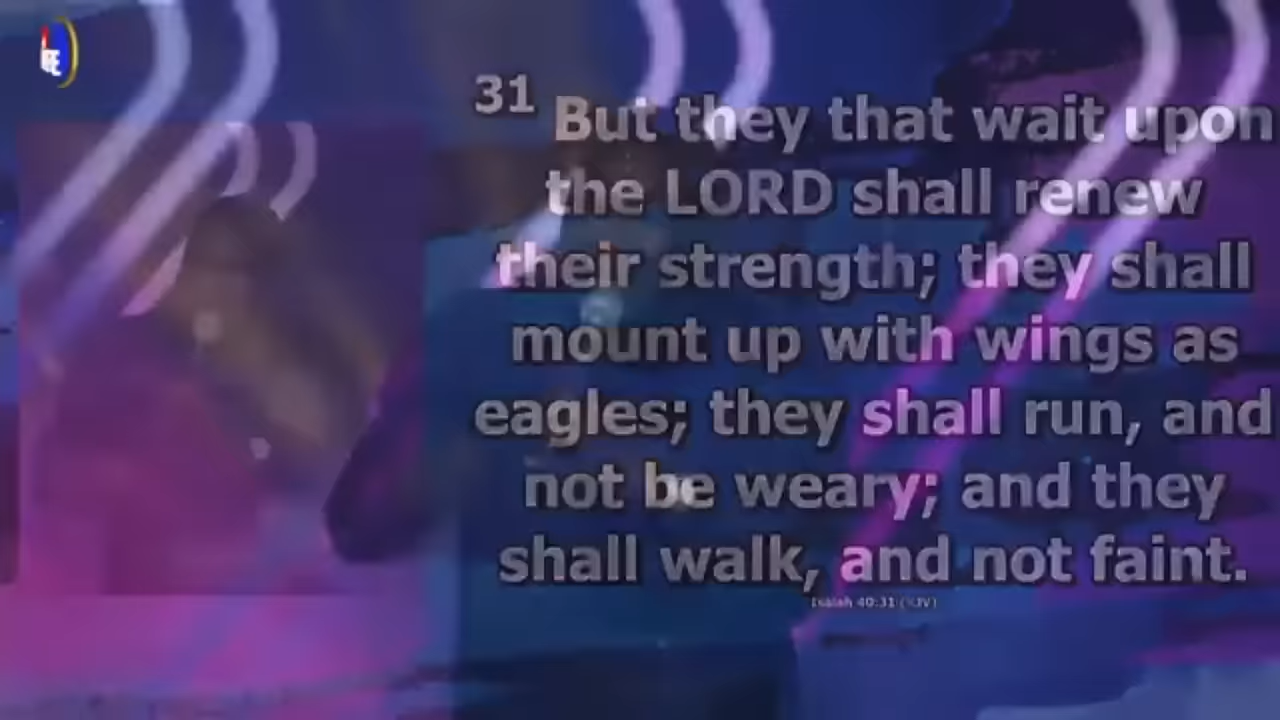 31 But they that wait upon
the LORD shall renew
their strength; they shall
mount up with wings as
eagles; they shall run, and
not be weary; and they
shall walk, and not faint.
Isaiah 40:31 (KJV)